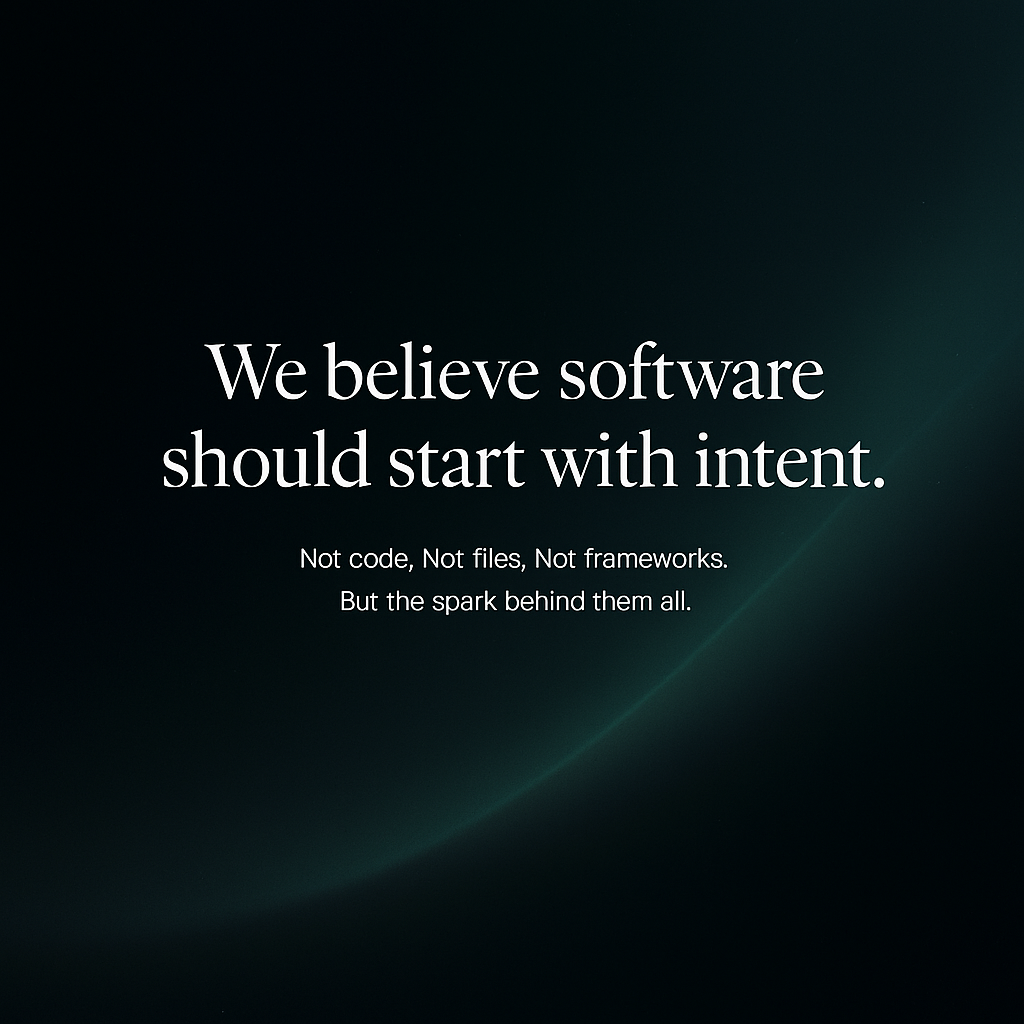 We believe software
should start with intent.
Not code, Not files, Not frameworks.
But the spark behind them all.